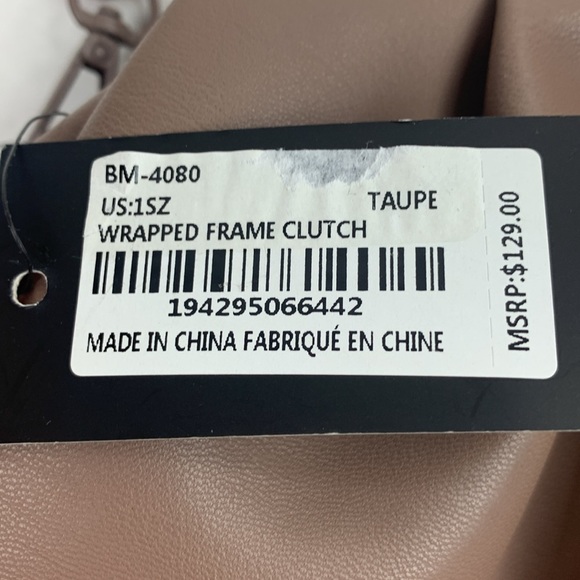 BM-4080
US:1SZ TAUPE
WRAPPED FRAME CLUTCH
194295066442
MADE IN CHINA FABRIQUÉ EN CHINE
MSRP:$129.00